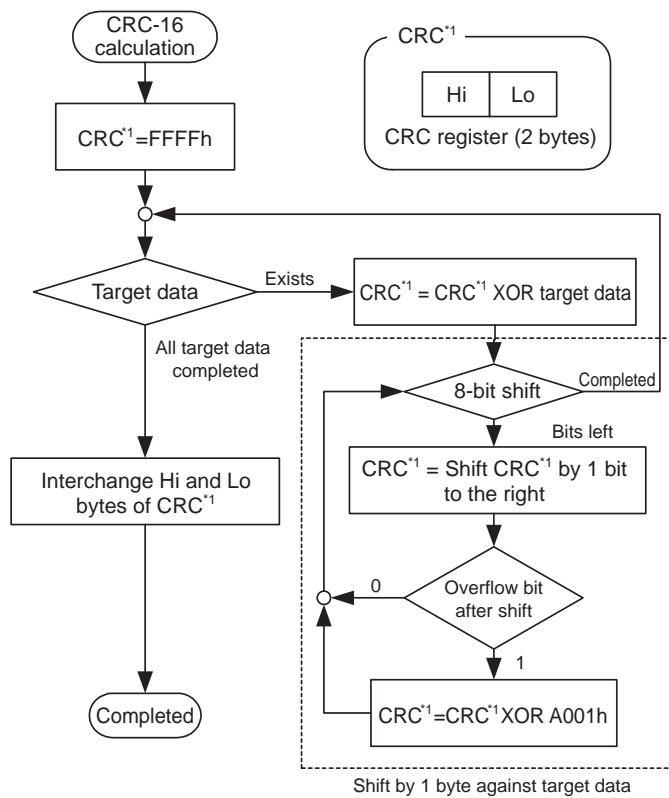 CRC-16
calculation
CRC*1
Hi Lo
CRC register (2 bytes)
CRC*1=FFFFh
Target data
Exists
CRC*1 = CRC*1 XOR target data
All target data
completed
8-bit shift
Completed
Bits left
CRC*1 = Shift CRC*1 by 1 bit
to the right
Interchange Hi and Lo
bytes of CRC*1
0
Overflow bit
after shift
1
CRC*1=CRC*1XOR A001h
Completed
Shift by 1 byte against target data